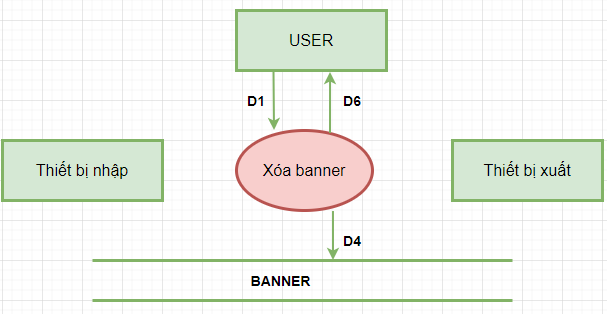 USER
D1
D6
Thiết bị nhập
Xóa banner
Thiết bị xuất
D4
BANNER